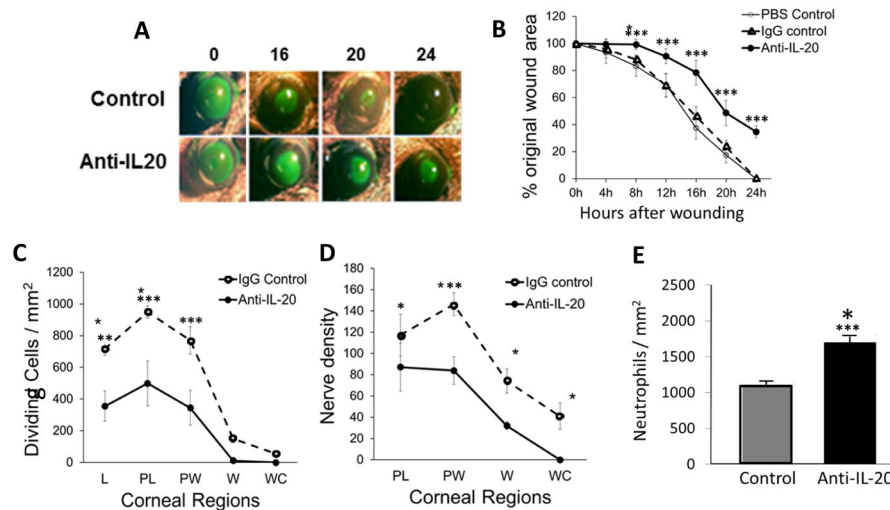 A
0 16 20 24
Control
Anti-IL20
B
PBS Control
IgG control
Anti-IL-20
% original wound area
120
100
80
60
40
20
0
* *** *** *** *** ***
0h 4h 8h 12h 16h 20h 24h
Hours after wounding
C
IgG Control
Anti-IL-20
Dividing Cells / mm²
g
1200
1000
800
600
400
200
0
* ** * *** ***
L PL PW W WC
Corneal Regions
D
IgG control
Anti-IL-20
Nerve density
180
160
140
120
100
80
60
40
20
0
* *** * *
PL PW W WC
Corneal Regions
E
Neutrophils / mm²
2500
2000
1500
1000
500
0
*
***
Control Anti-IL-20